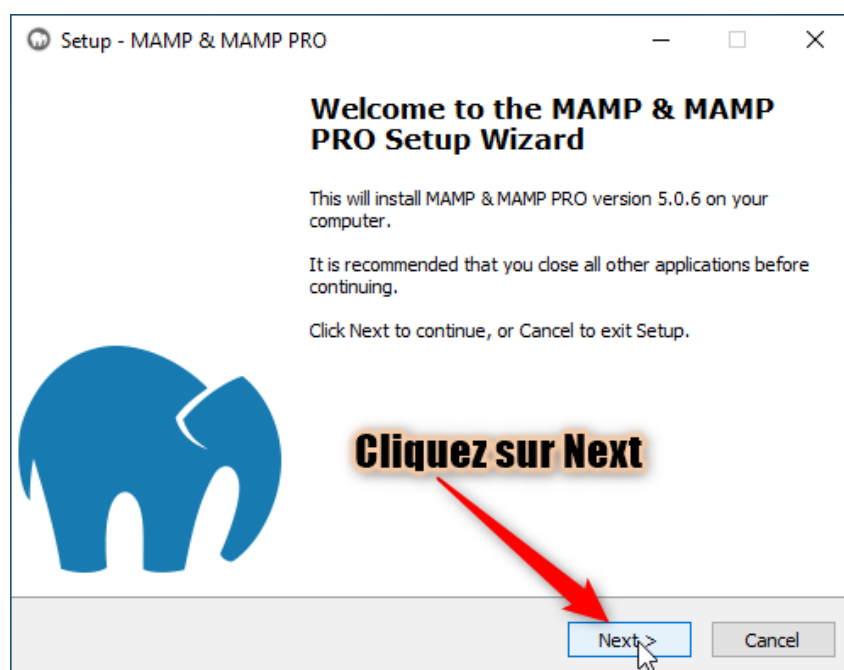 Setup - MAMP & MAMP PRO
Welcome to the MAMP & MAMP
PRO Setup Wizard
This will install MAMP & MAMP PRO version 5.0.6 on your
computer.
It is recommended that you close all other applications before
continuing.
Click Next to continue, or Cancel to exit Setup.
Cliquez sur Next
Next >
Cancel